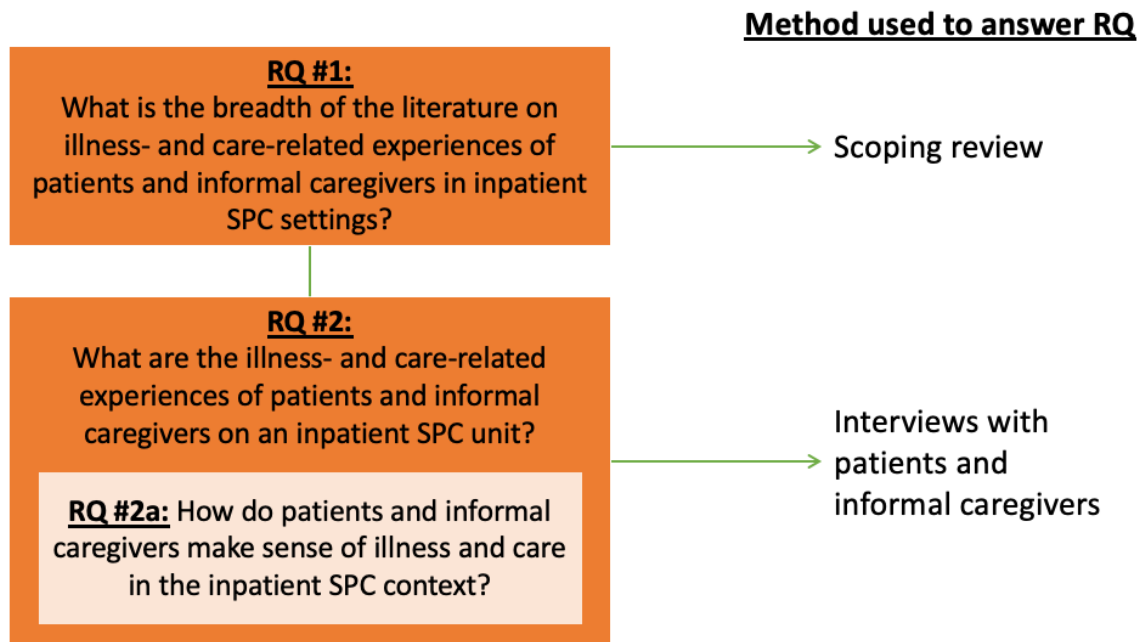 Method used to answer RQ
RQ #1:
What is the breadth of the literature on
illness- and care-related experiences of
patients and informal caregivers in inpatient
SPC settings?
Scoping review
RQ #2:
What are the illness- and care-related
experiences of patients and informal
caregivers on an inpatient SPC unit?
RQ #2a: How do patients and informal
caregivers make sense of illness and care
in the inpatient SPC context?
Interviews with
patients and
informal caregivers